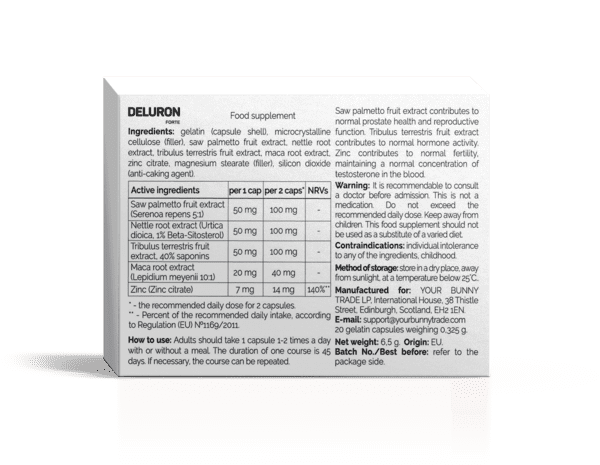 DELURON
FORTE
Food supplement
Ingredients: gelatin (capsule shell), microcrystalline
cellulose (filler), saw palmetto fruit extract, nettle root
extract, tribulus terrestris fruit extract, maca root extract,
zinc citrate, magnesium stearate (filler), silicon dioxide
(anti-caking agent).
Active ingredients per 1 cap per 2 caps* NRVs
Saw palmetto fruit extract
(Serenoa repens 5:1) 50 mg 100 mg -
Nettle root extract (Urtica
dioica, 1% Beta-Sitosterol) 50 mg 100 mg -
Tribulus terrestris fruit
extract, 40% saponins 50 mg 100 mg -
Maca root extract
(Lepidium meyenii 10:1) 20 mg 40 mg -
Zinc (Zinc citrate) 7 mg 14 mg 140%**
* - the recommended daily dose for 2 capsules.
** - Percent of the recommended daily intake, according
to Regulation (EU) Nº1169/2011.
How to use: Adults should take 1 capsule 1-2 times a day
with or without a meal. The duration of one course is 45
days. If necessary, the course can be repeated.
Saw palmetto fruit extract contributes to
normal prostate health and reproductive
function. Tribulus terrestris fruit extract
contributes to normal hormone activity.
Zinc contributes to normal fertility,
maintaining a normal concentration of
testosterone in the blood.
Warning: It is recommendable to consult
a doctor before admission. This is not a
medication. Do not exceed the
recommended daily dose. Keep away from
children. This food supplement should not
be used as a substitute of a varied diet.
Contraindications: individual intolerance
to any of the ingredients, childhood.
Method of storage: store in a dry place, away
from sunlight, at a temperature below 25°C.
Manufactured for: YOUR BUNNY
TRADE LP, International House, 38 Thistle
Street, Edinburgh, Scotland, EH2 1EN.
E-mail: support@yourbunnytrade.com
20 gelatin capsules weighing 0,325 g.
Net weight: 6,5 g. Origin: EU.
Batch No./Best before: refer to the
package side.